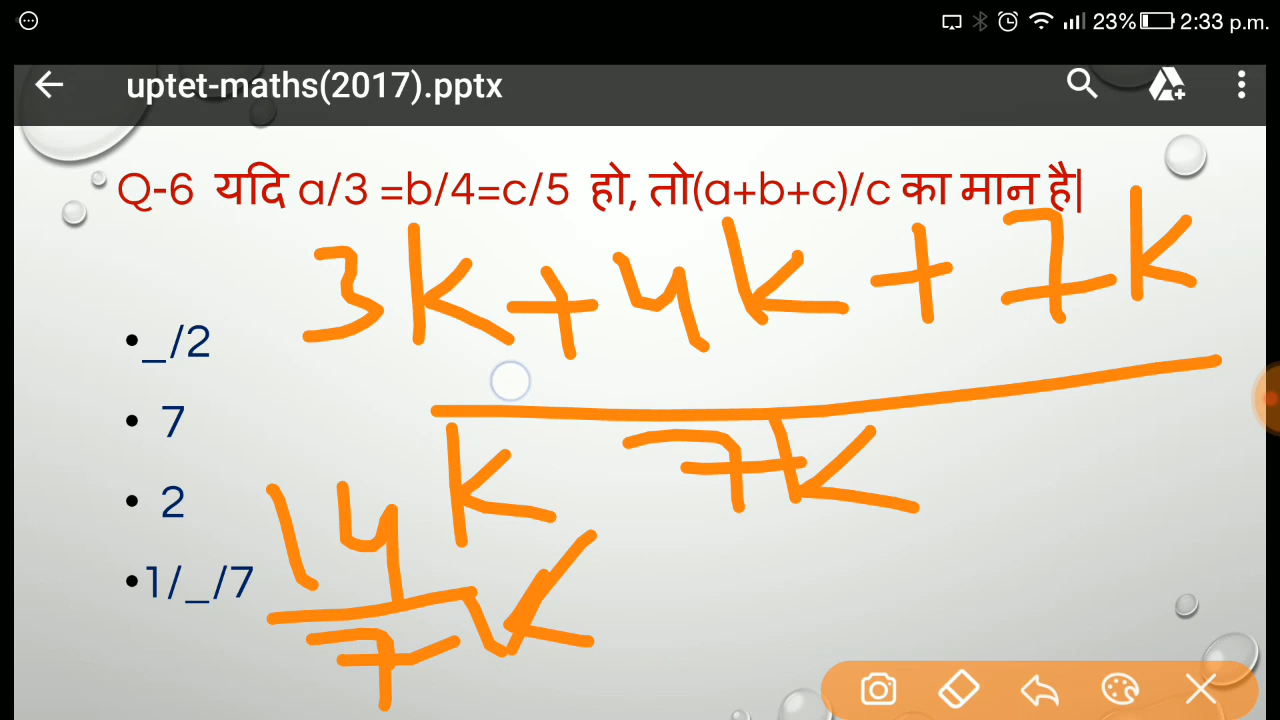 23% 2:33 p.m.
uptet-maths(2017).pptx
Q-6 यदि a/3 =b/4=c/5 हो, तो(a+b+c)/c का मान है|
3K+4K+7K
7K
• _/2
• 7
• 2
•1/_/7
14K
7K